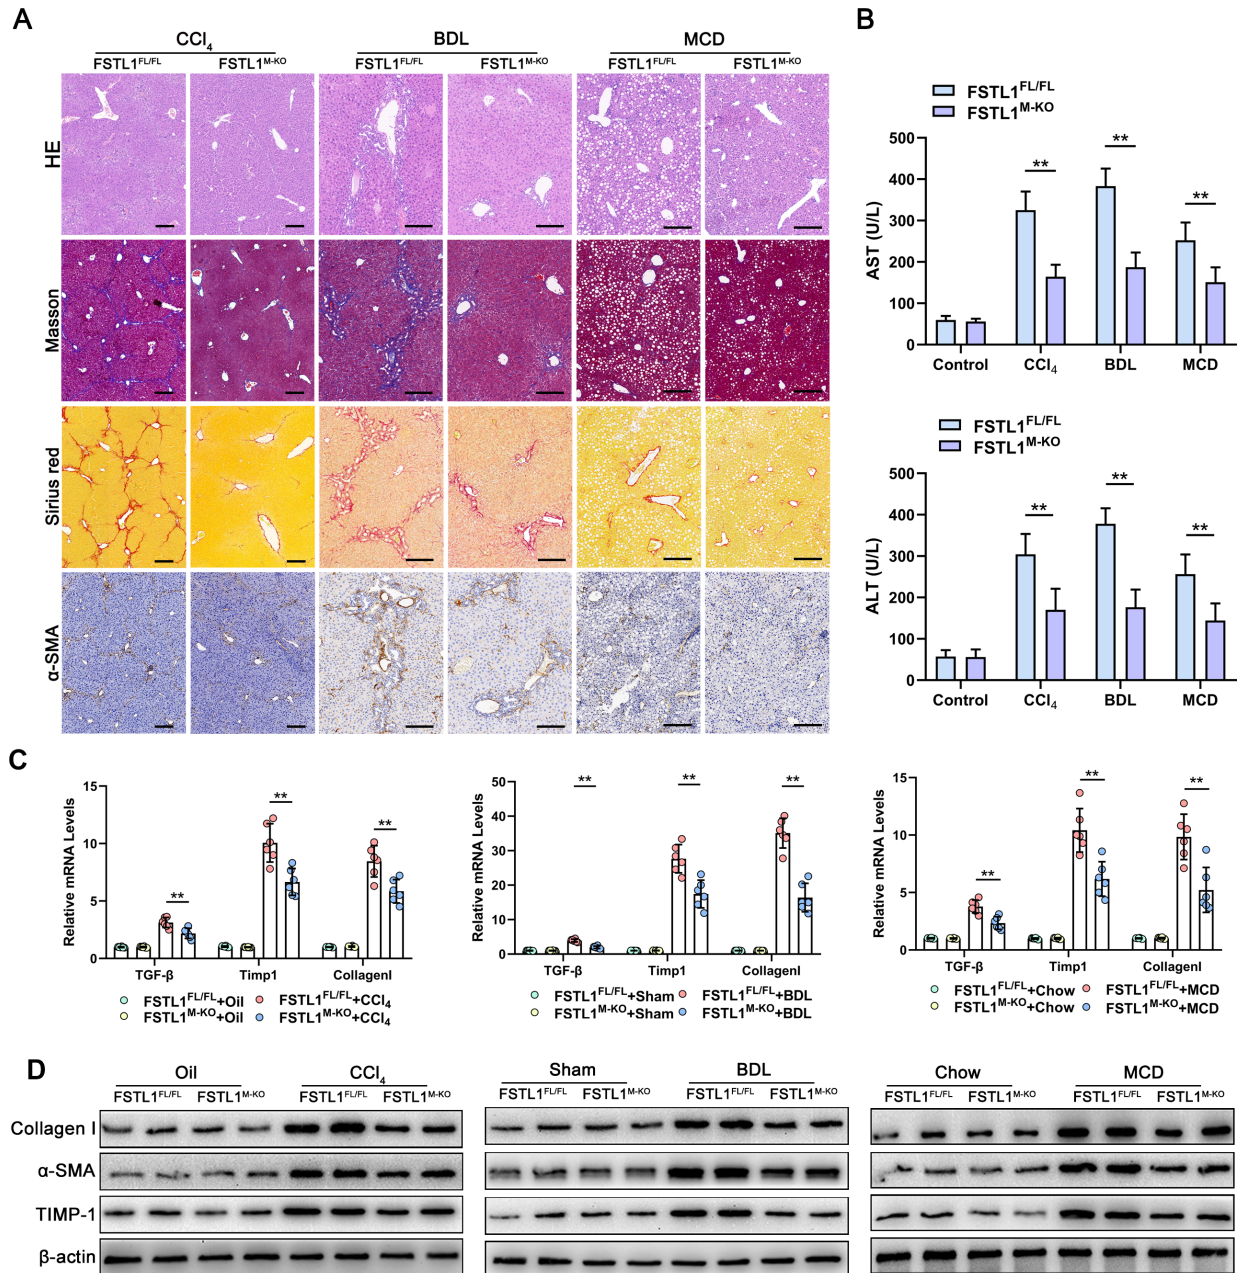 A
CCl4 BDL MCD
FSTL1FL/FL FSTL1M-KO FSTL1FL/FL FSTL1M-KO FSTL1FL/FL FSTL1M-KO
HE
Masson
Sirius red
α-SMA
B
FSTL1FL/FL
FSTL1M-KO
AST (U/L)
500
400
300
200
100
0
** ** **
Control CCl4 BDL MCD
FSTL1FL/FL
FSTL1M-KO
ALT (U/L)
500
400
300
200
100
0
** ** **
Control CCl4 BDL MCD
C
Relative mRNA Levels
15
10
5
0
** ** **
TGF-β Timp1 CollagenI
FSTL1FL/FL+Oil FSTL1FL/FL+CCl4
FSTL1M-KO+Oil FSTL1M-KO+CCl4
Relative mRNA Levels
50
40
30
20
10
0
** ** **
TGF-β Timp1 CollagenI
FSTL1FL/FL+Sham FSTL1FL/FL+BDL
FSTL1M-KO+Sham FSTL1M-KO+BDL
Relative mRNA Levels
15
10
5
0
** ** **
TGF-β Timp1 CollagenI
FSTL1FL/FL+Chow FSTL1FL/FL+MCD
FSTL1M-KO+Chow FSTL1M-KO+MCD
D
Oil CCl4 Sham BDL Chow MCD
FSTL1FL/FL FSTL1M-KO FSTL1FL/FL FSTL1M-KO FSTL1FL/FL FSTL1M-KO FSTL1FL/FL FSTL1M-KO FSTL1FL/FL FSTL1M-KO FSTL1FL/FL FSTL1M-KO
Collagen I
α-SMA
TIMP-1
β-actin